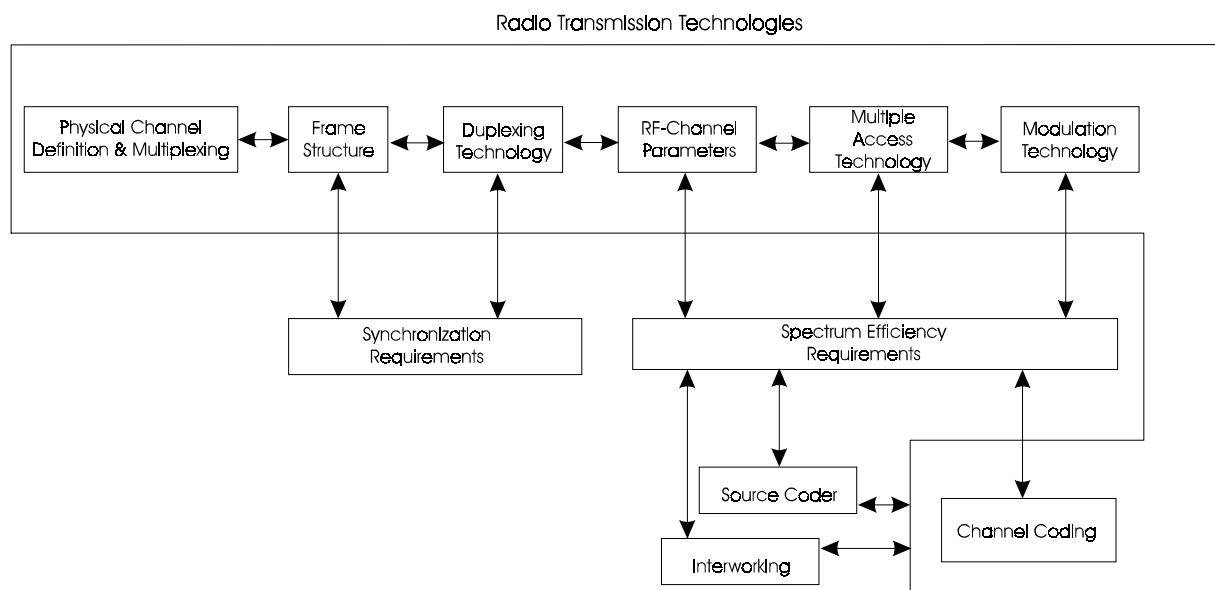 Radio Transmission Technologies
Physical Channel
Definition & Multiplexing
Frame
Structure
Duplexing
Technology
RF-Channel
Parameters
Multiple
Access
Technology
Modulation
Technology
Synchronization
Requirements
Spectrum Efficiency
Requirements
Source Coder
Channel Coding
Interworking